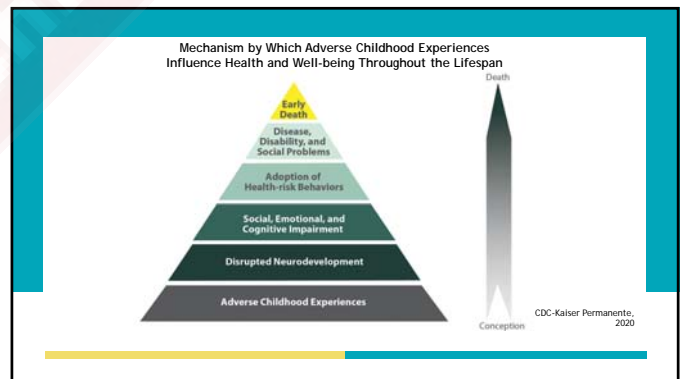 Mechanism by Which Adverse Childhood Experiences
Influence Health and Well-being Throughout the Lifespan
Death
Early
Death
Disease,
Disability, and
Social Problems
Adoption of
Health-risk Behaviors
Social, Emotional, and
Cognitive Impairment
Disrupted Neurodevelopment
Adverse Childhood Experiences
Conception
CDC-Kaiser Permanente,
2020